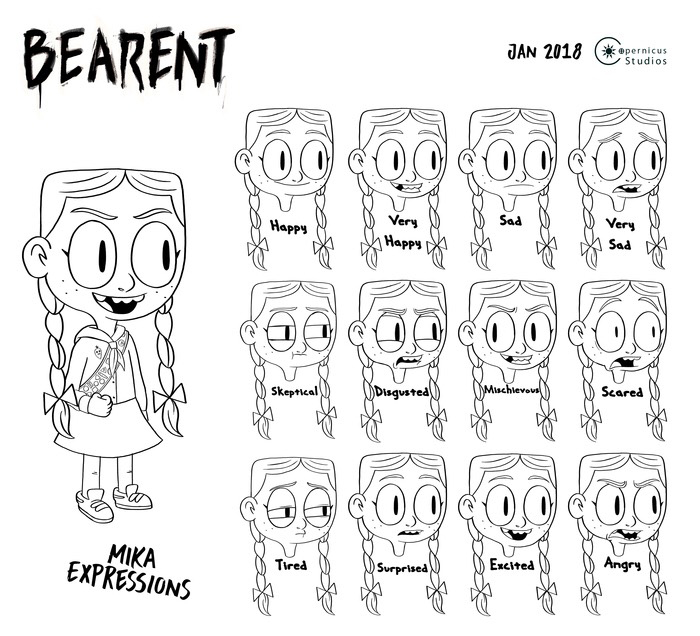 BEARENT
JAN 2018
Copernicus
Studios
Happy
Very
Happy
Sad
Very
Sad
Skeptical
Disgusted
Mischievous
Scared
Tired
Surprised
Excited
Angry
MIKA
EXPRESSIONS